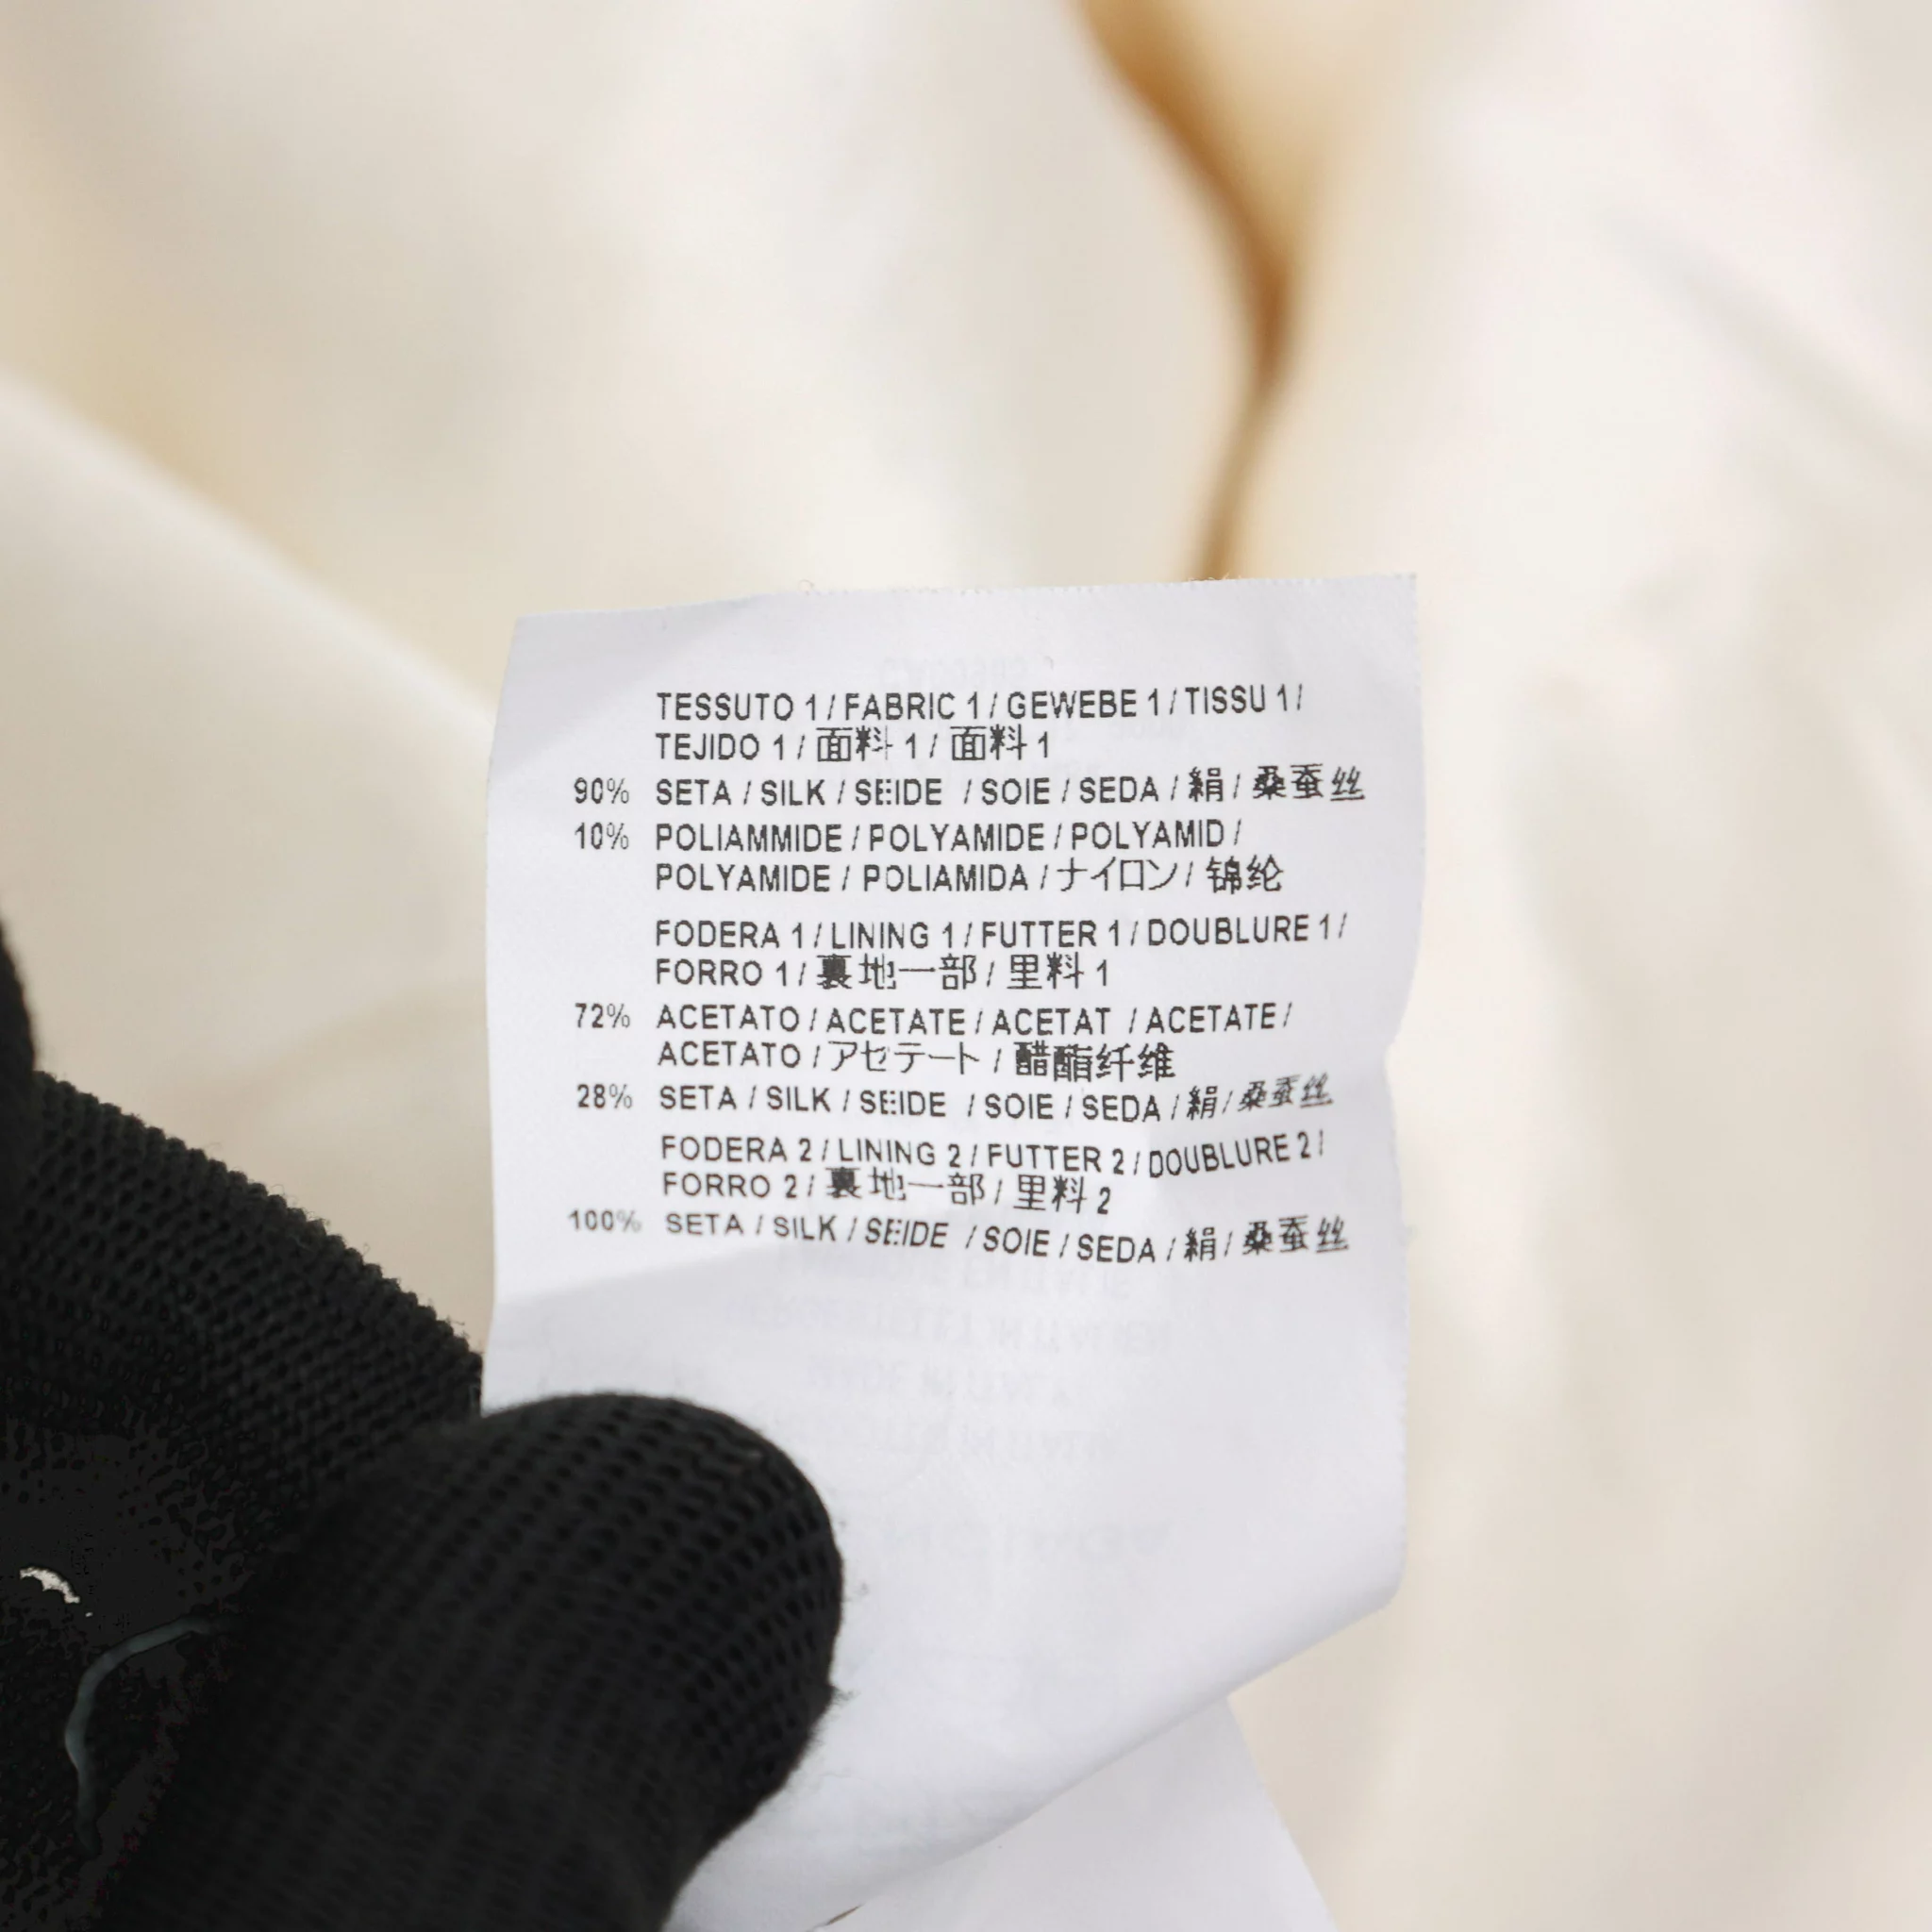 TESSUTO 1 / FABRIC 1 / GEWEBE 1 / TISSU 1 /
TEJIDO 1 / 面料 1 / 面料 1
90% SETA / SILK / SEIDE / SOIE / SEDA / 絹 / 桑蚕丝
10% POLIAMMIDE / POLYAMIDE / POLYAMID /
POLYAMIDE / POLIAMIDA / ナイロン / 锦纶
FODERA 1 / LINING 1 / FUTTER 1 / DOUBLURE 1 /
FORRO 1 / 裏地一部 / 里料 1
72% ACETATO / ACETATE / ACETAT / ACETATE /
ACETATO / アセテート / 醋酯纤维
28% SETA / SILK / SEIDE / SOIE / SEDA / 絹 / 桑蚕丝
FODERA 2 / LINING 2 / FUTTER 2 / DOUBLURE 2 /
FORRO 2 / 裏地一部 / 里料 2
100% SETA / SILK / SEIDE / SOIE / SEDA / 絹 / 桑蚕丝